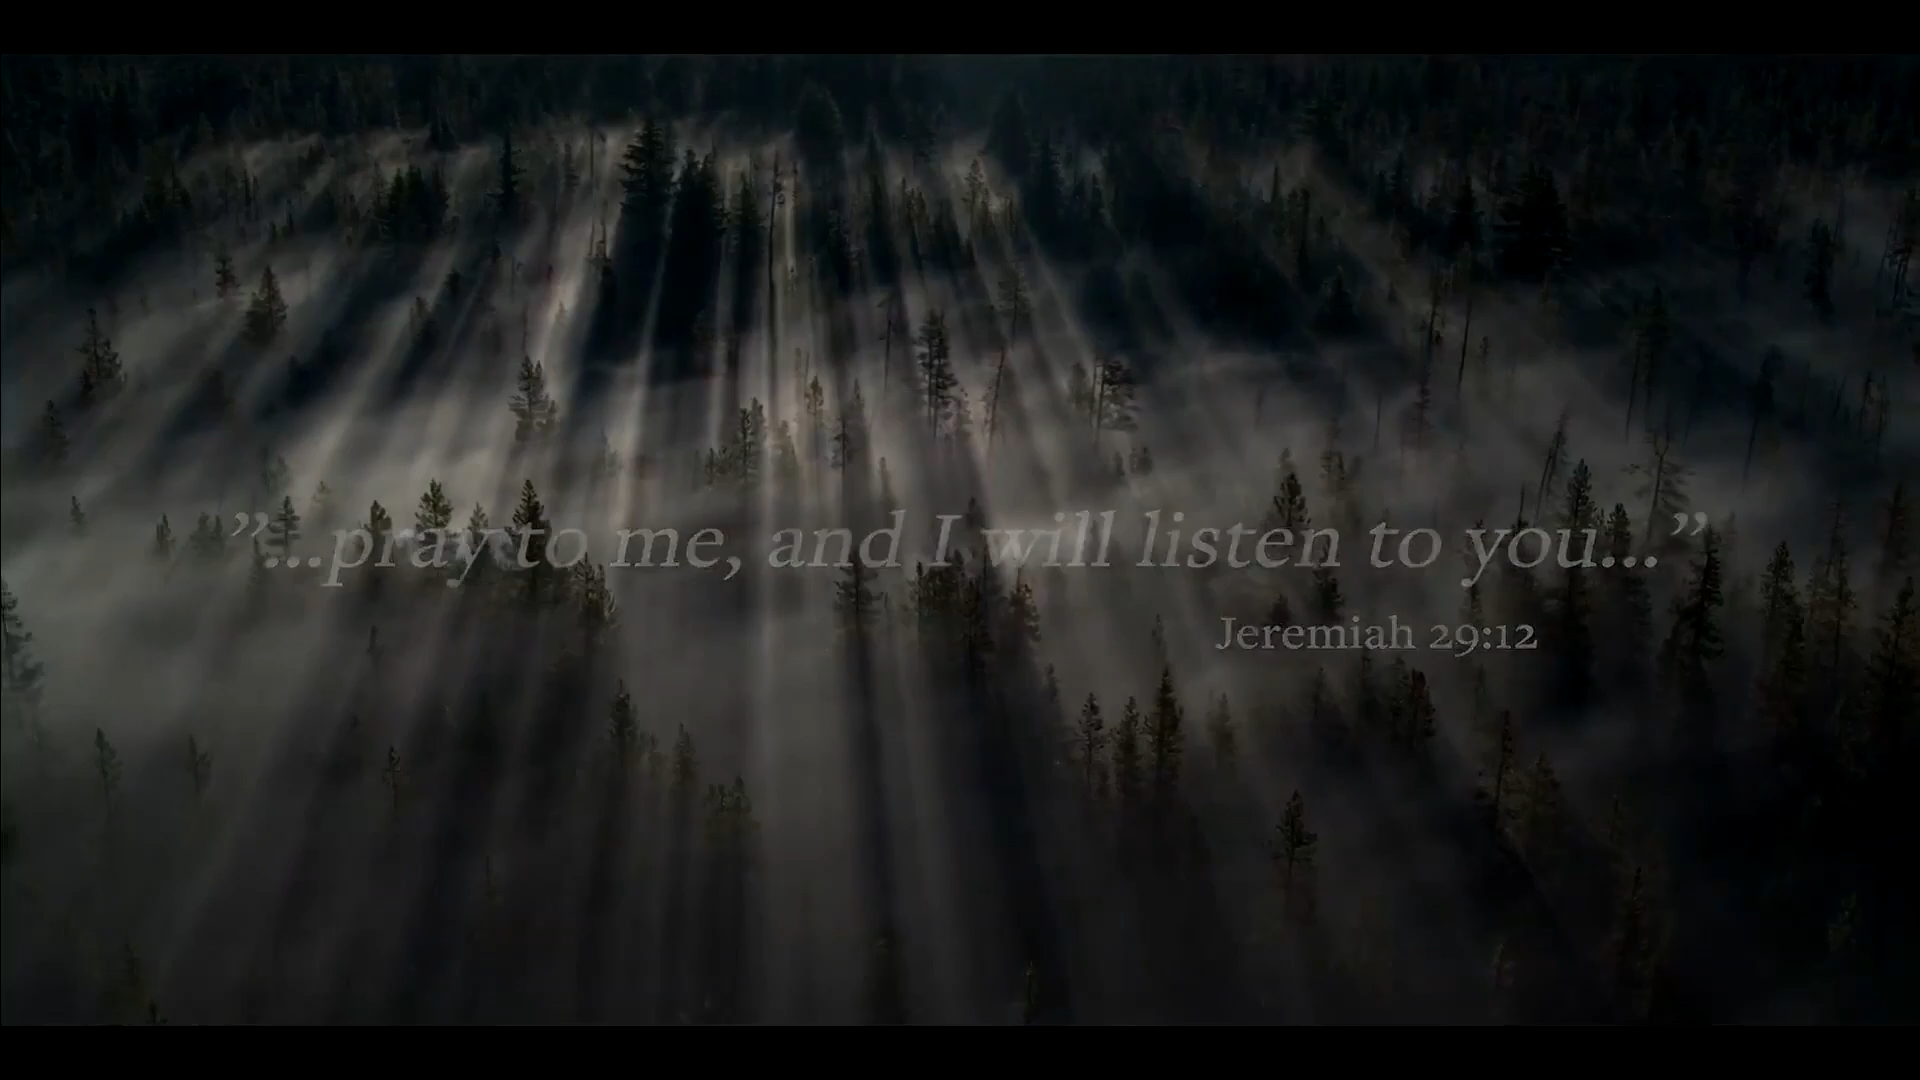 ”...pray to me, and I will listen to you...”
Jeremiah 29:12